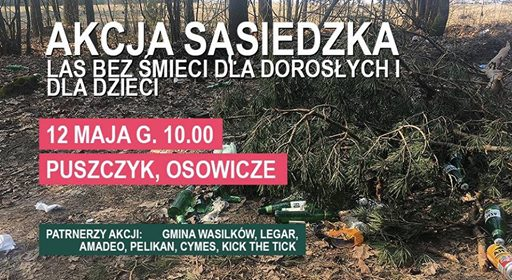 AKCJA SĄSIEDZKA
LAS BEZ ŚMIECI DLA DOROSŁYCH I
DLA DZIECI
12 MAJA G. 10.00
PUSZCZYK, OSOWICZE
PATRNERZY AKCJI: GMINA WASILKÓW, LEGAR,
AMADEO, PELIKAN, CYMES, KICK THE TICK